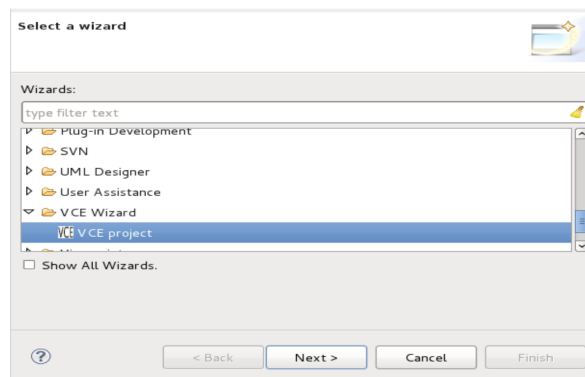 Select a wizard
Wizards:
type filter text
Plug-in Development
SVN
UML Designer
User Assistance
VCE Wizard
VCE VCE project
Show All Wizards.
< Back Next > Cancel Finish